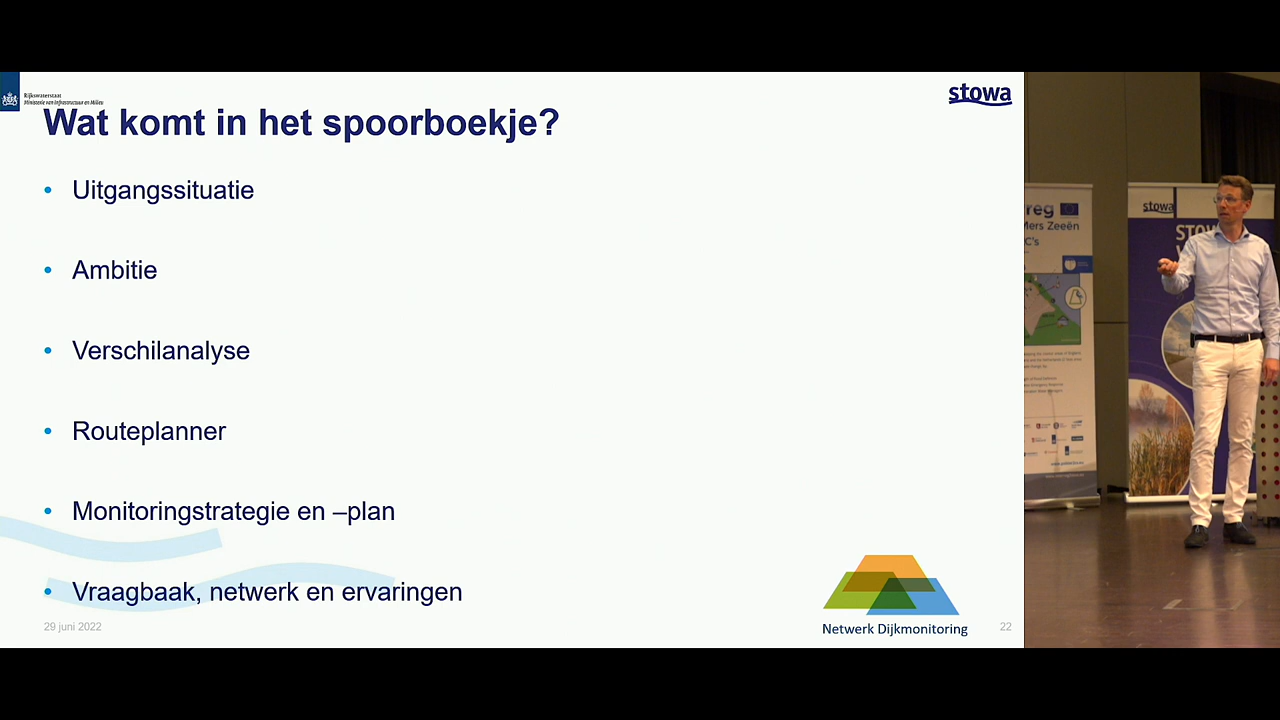 Rijkswaterstaat
Ministerie van Infrastructuur en Milieu
stowa
Wat komt in het spoorboekje?
• Uitgangssituatie
• Ambitie
• Verschilanalyse
• Routeplanner
• Monitoringstrategie en –plan
• Vraagbaak, netwerk en ervaringen
29 juni 2022
Netwerk Dijkmonitoring
22
reg
Mers Zeeën
C's
stowa